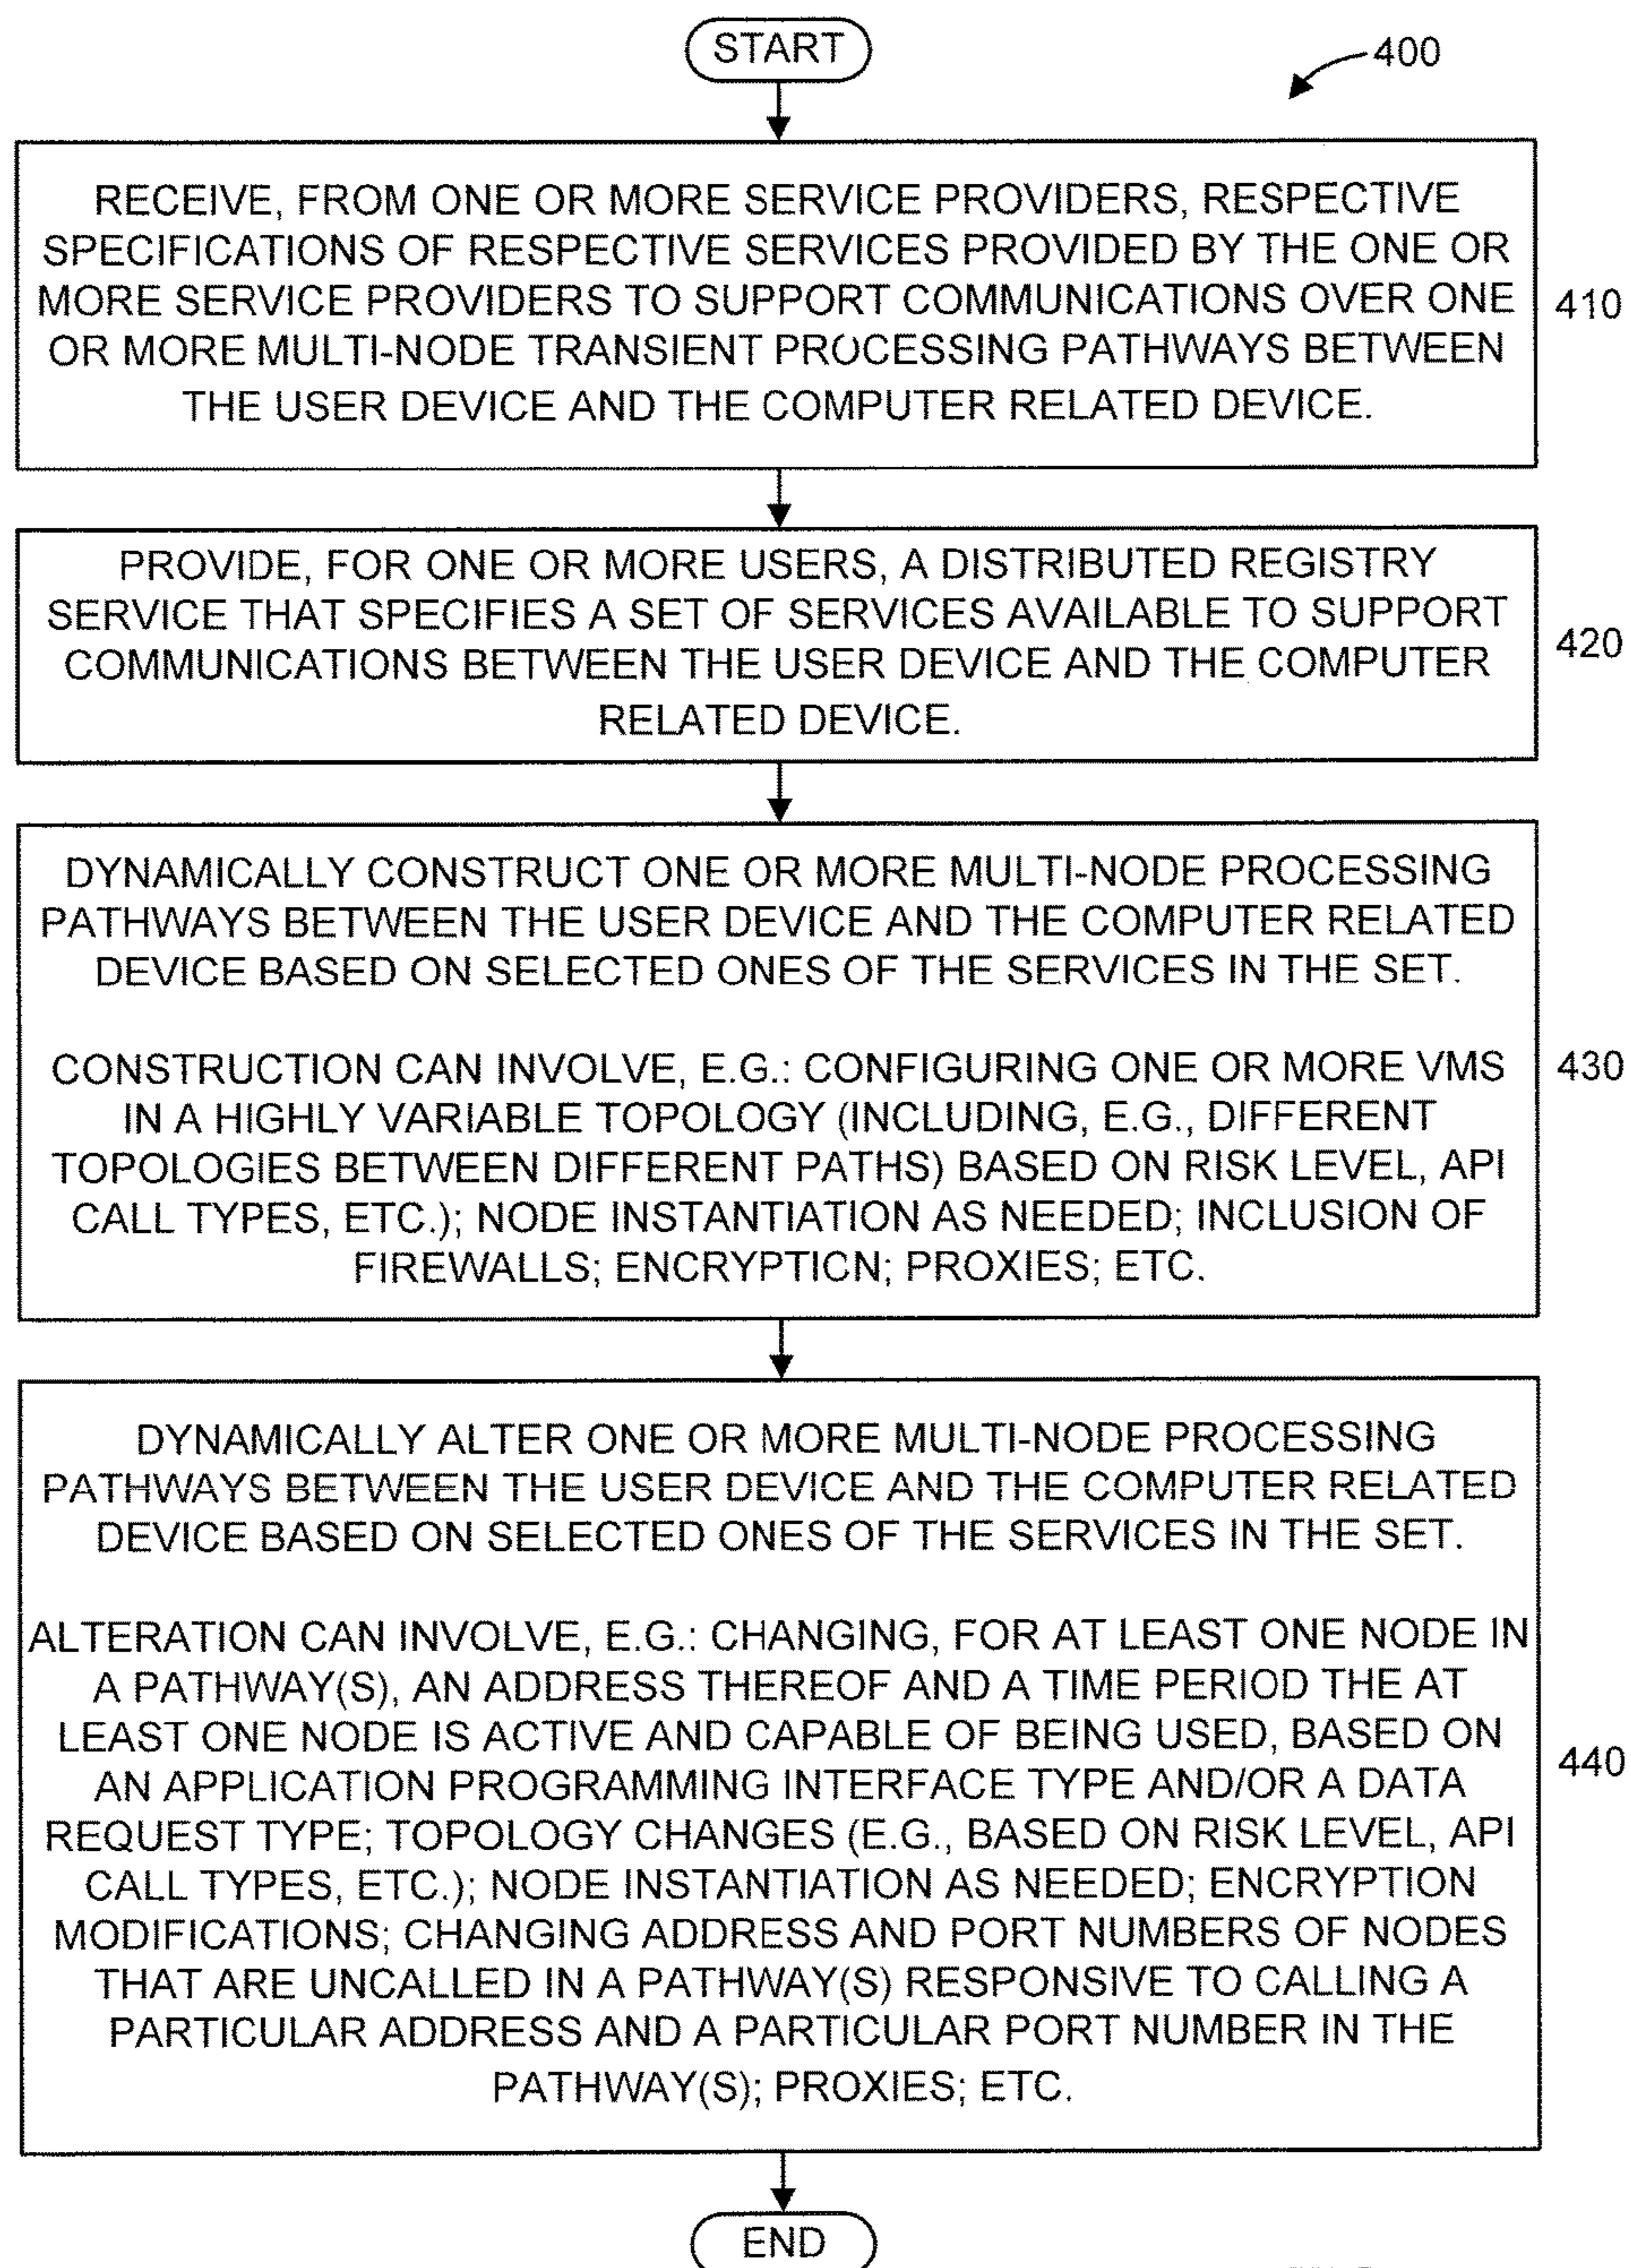 START
400
RECEIVE, FROM ONE OR MORE SERVICE PROVIDERS, RESPECTIVE
SPECIFICATIONS OF RESPECTIVE SERVICES PROVIDED BY THE ONE OR
MORE SERVICE PROVIDERS TO SUPPORT COMMUNICATIONS OVER ONE
OR MORE MULTI-NODE TRANSIENT PROCESSING PATHWAYS BETWEEN
THE USER DEVICE AND THE COMPUTER RELATED DEVICE.
410
PROVIDE, FOR ONE OR MORE USERS, A DISTRIBUTED REGISTRY
SERVICE THAT SPECIFIES A SET OF SERVICES AVAILABLE TO SUPPORT
COMMUNICATIONS BETWEEN THE USER DEVICE AND THE COMPUTER
RELATED DEVICE.
420
DYNAMICALLY CONSTRUCT ONE OR MORE MULTI-NODE PROCESSING
PATHWAYS BETWEEN THE USER DEVICE AND THE COMPUTER RELATED
DEVICE BASED ON SELECTED ONES OF THE SERVICES IN THE SET.
CONSTRUCTION CAN INVOLVE, E.G.: CONFIGURING ONE OR MORE VMS
IN A HIGHLY VARIABLE TOPOLOGY (INCLUDING, E.G., DIFFERENT
TOPOLOGIES BETWEEN DIFFERENT PATHS) BASED ON RISK LEVEL, API
CALL TYPES, ETC.); NODE INSTANTIATION AS NEEDED; INCLUSION OF
FIREWALLS; ENCRYPTION; PROXIES; ETC.
430
DYNAMICALLY ALTER ONE OR MORE MULTI-NODE PROCESSING
PATHWAYS BETWEEN THE USER DEVICE AND THE COMPUTER RELATED
DEVICE BASED ON SELECTED ONES OF THE SERVICES IN THE SET.
ALTERATION CAN INVOLVE, E.G.: CHANGING, FOR AT LEAST ONE NODE IN
A PATHWAY(S), AN ADDRESS THEREOF AND A TIME PERIOD THE AT
LEAST ONE NODE IS ACTIVE AND CAPABLE OF BEING USED, BASED ON
AN APPLICATION PROGRAMMING INTERFACE TYPE AND/OR A DATA
REQUEST TYPE; TOPOLOGY CHANGES (E.G., BASED ON RISK LEVEL, API
CALL TYPES, ETC.); NODE INSTANTIATION AS NEEDED; ENCRYPTION
MODIFICATIONS; CHANGING ADDRESS AND PORT NUMBERS OF NODES
THAT ARE UNCALLED IN A PATHWAY(S) RESPONSIVE TO CALLING A
PARTICULAR ADDRESS AND A PARTICULAR PORT NUMBER IN THE
PATHWAY(S); PROXIES; ETC.
440
END